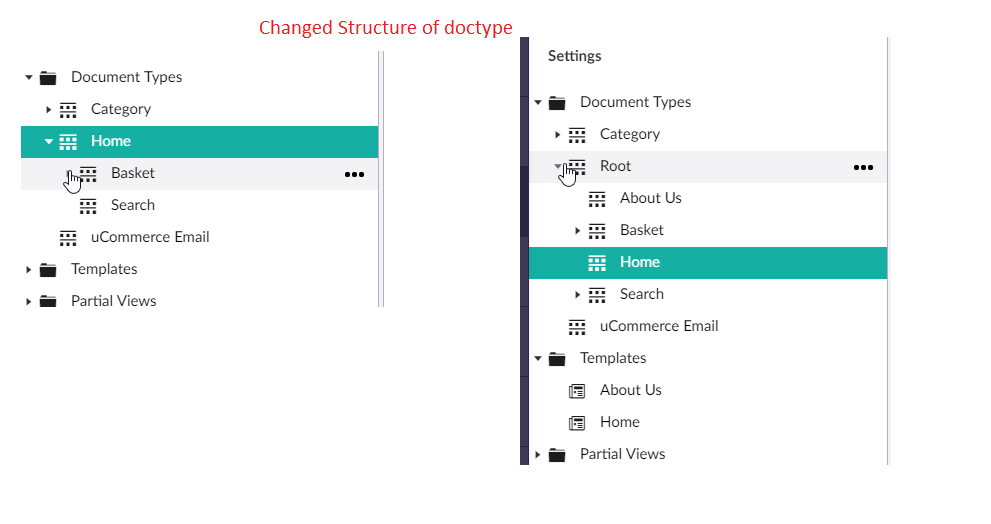 Changed Structure of doctype
Document Types
Category
Home
Basket
Search
uCommerce Email
Templates
Partial Views
Settings
Document Types
Category
Root
About Us
Basket
Home
Search
uCommerce Email
Templates
About Us
Home
Partial Views